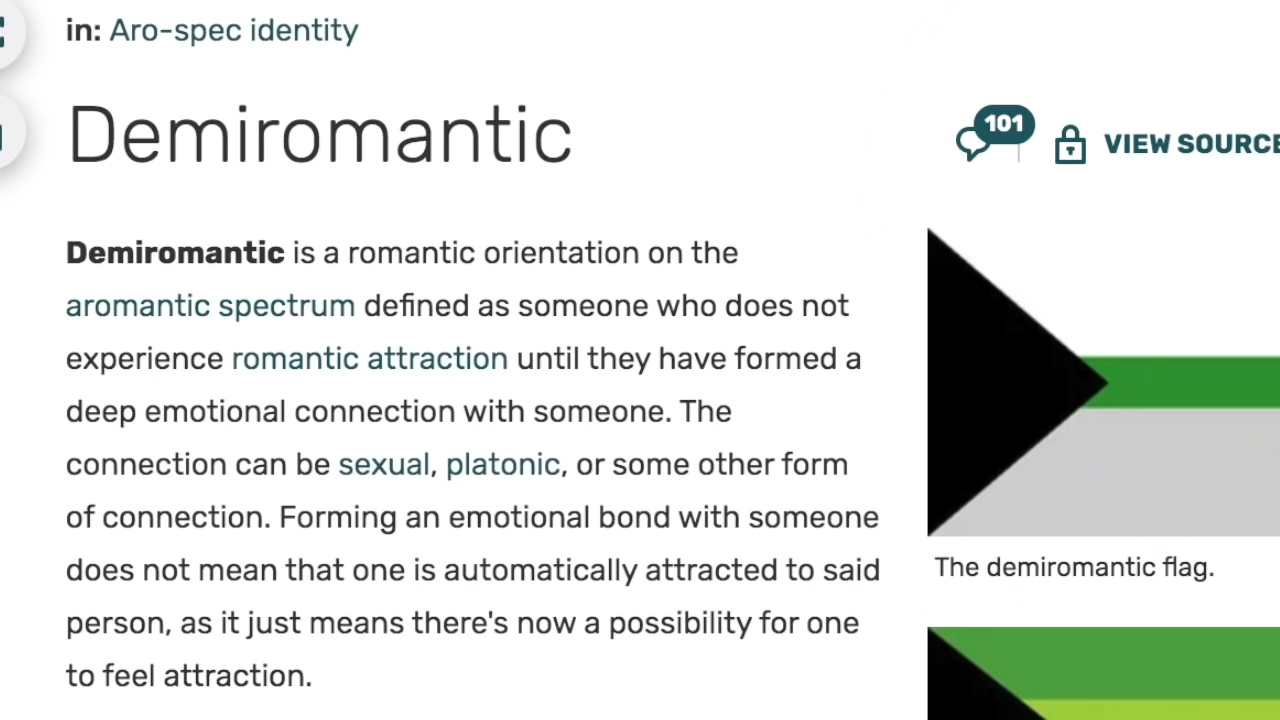 in: Aro-spec identity
Demiromantic
101
VIEW SOURCE
Demiromantic is a romantic orientation on the
aromantic spectrum defined as someone who does not
experience romantic attraction until they have formed a
deep emotional connection with someone. The
connection can be sexual, platonic, or some other form
of connection. Forming an emotional bond with someone
does not mean that one is automatically attracted to said
person, as it just means there's now a possibility for one
to feel attraction.
The demiromantic flag.